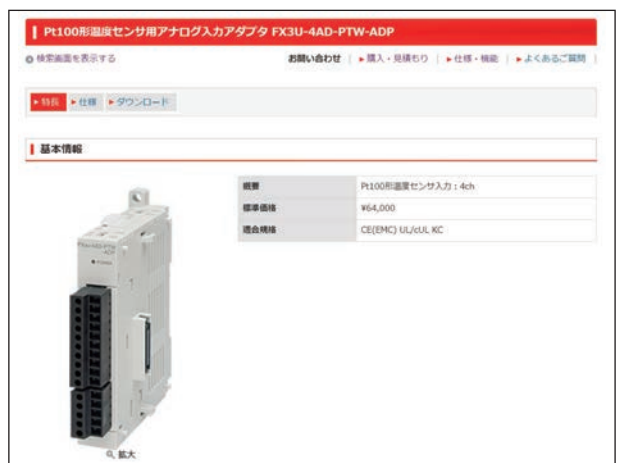 Pt100形温度センサ用アナログ入力アダプタ FX3U-4AD-PTW-ADP
検索画面を表示する
お問い合わせ
購入・見積もり
仕様・機能
よくあるご質問
特長
仕様
ダウンロード
基本情報
概要 Pt100形温度センサ入力:4ch
標準価格 ¥64,000
適合規格 CE(EMC) UL/cUL KC
FX3U-4AD-PTW
-ADP
POWER
拡大